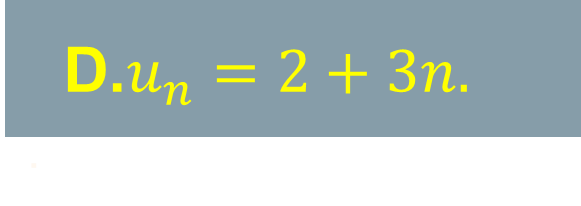 D.uₙ = 2 + 3n.